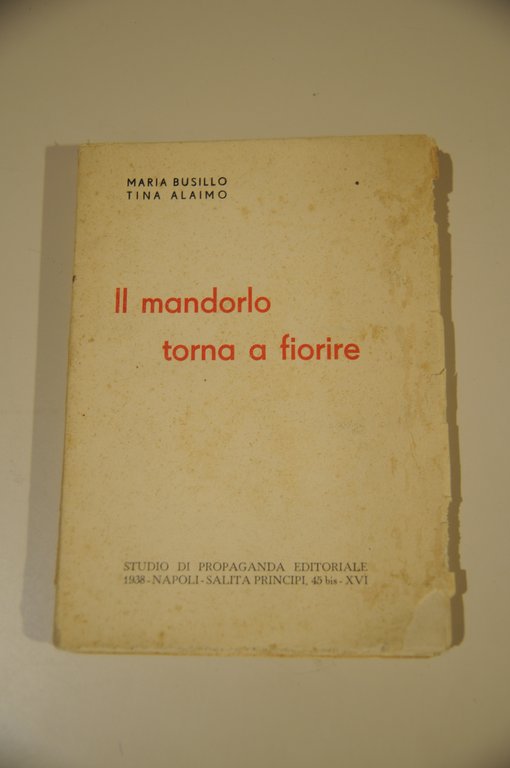 MARIA BUSILLO
TINA ALAIMO
Il mandorlo
torna a fiorire
STUDIO DI PROPAGANDA EDITORIALE
1938 - NAPOLI - SALITA PRINCIPI, 45 bis - XVI